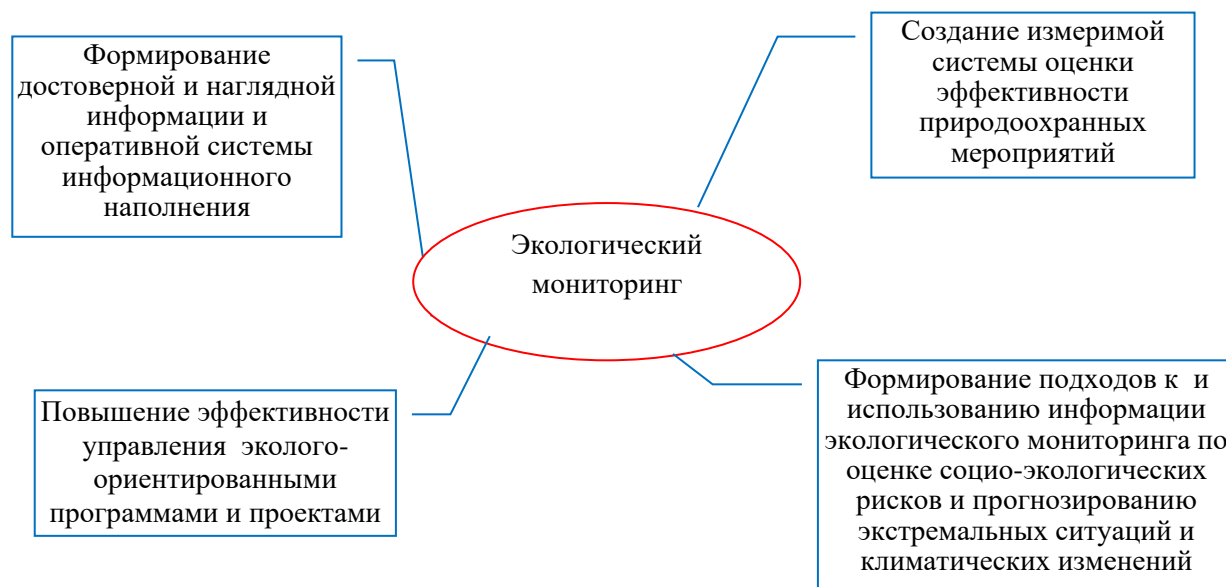 Формирование
достоверной и наглядной
информации и
оперативной системы
информационного
наполнения
Создание измеримой
системы оценки
эффективности
природоохранных
мероприятий
Экологический
мониторинг
Повышение эффективности
управления эколого-
ориентированными
программами и проектами
Формирование подходов к и
использованию информации
экологического мониторинга по
оценке социо-экологических
рисков и прогнозированию
экстремальных ситуаций и
климатических изменений